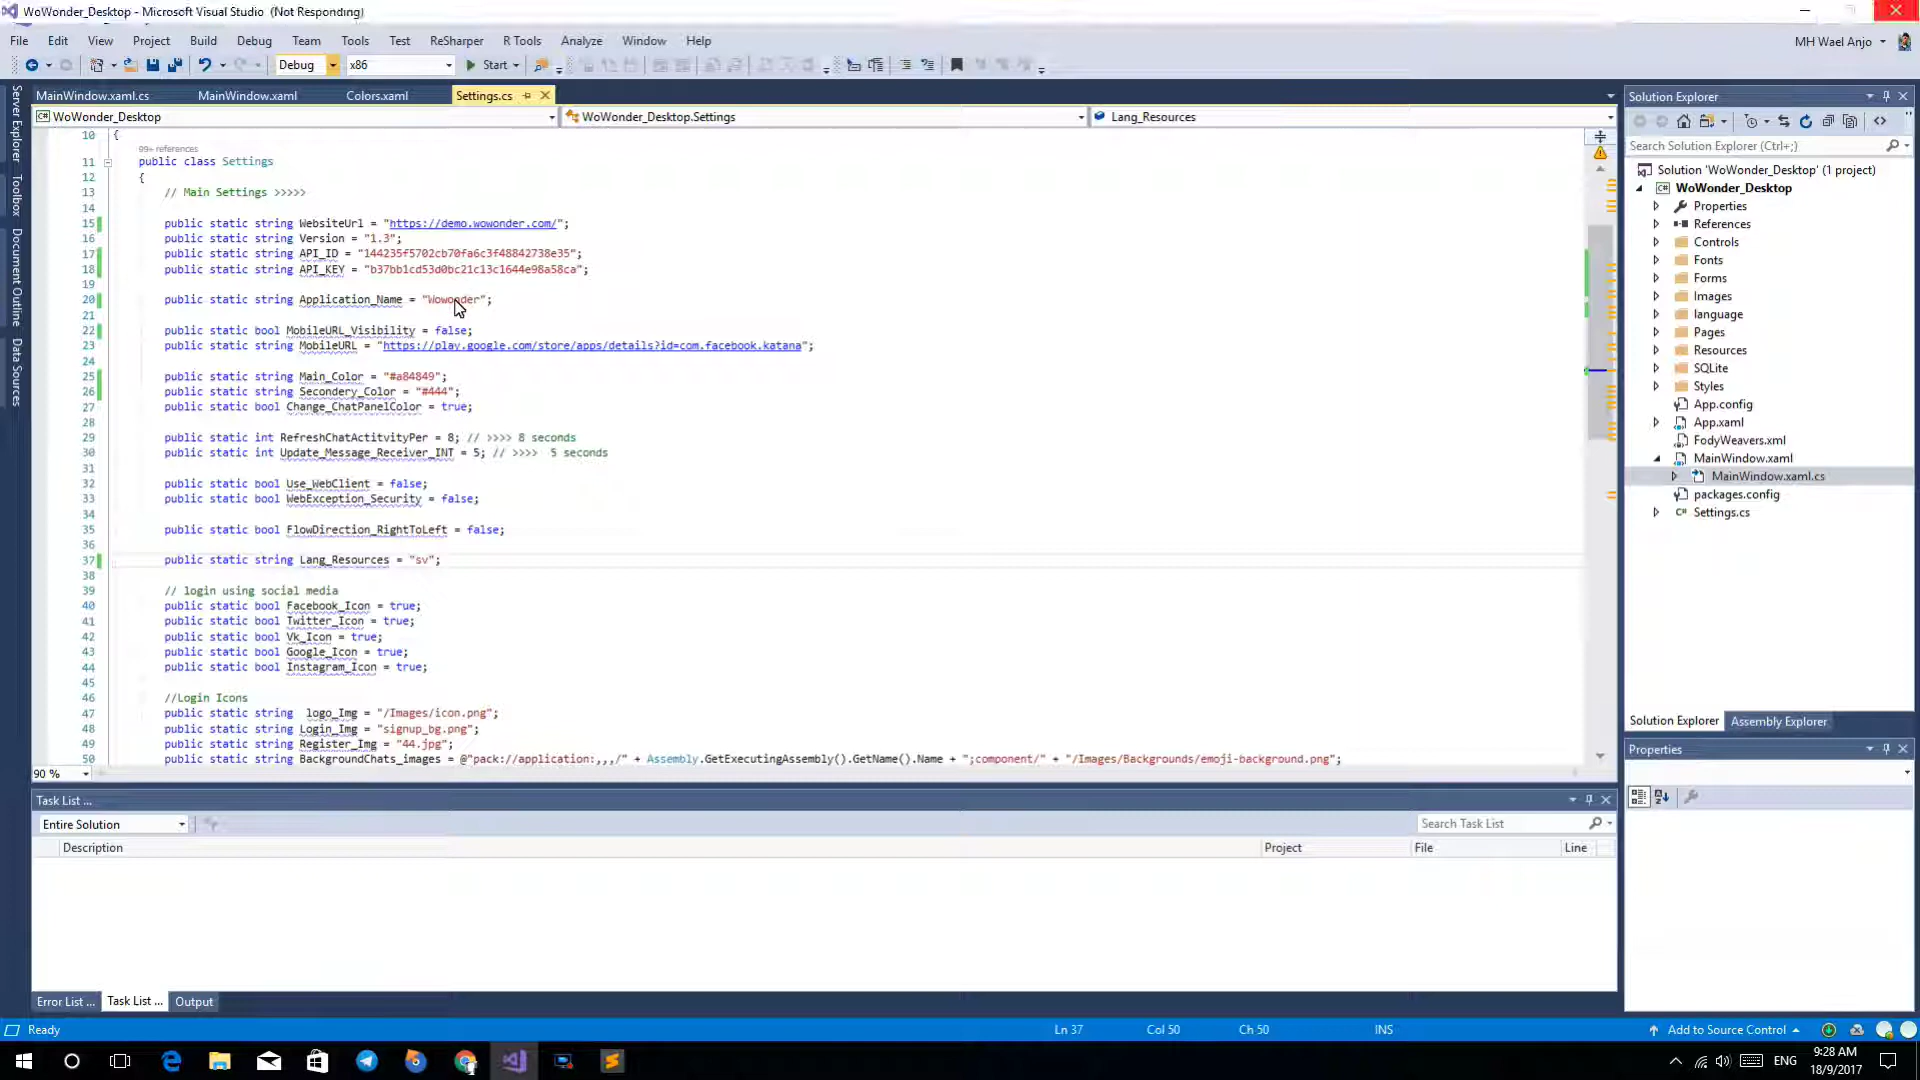 WoWonder_Desktop - Microsoft Visual Studio (Not Responding)
File Edit View Project Build Debug Team Tools Test ReSharper R Tools Analyze Window Help
MH Wael Anjo
Debug x86 Start
MainWindow.xaml.cs MainWindow.xaml Colors.xaml Settings.cs
WoWonder_Desktop WoWonder_Desktop.Settings Lang_Resources
Server Explorer
Toolbox
Document Outline
Data Sources
10 {
99+ references
11 public class Settings
12 {
13 // Main Settings >>>>>
14
15 public static string WebsiteUrl = "https://demo.wowonder.com/";
16 public static string Version = "1.3";
17 public static string API_ID = "144235f5702cb70fa6c3f48842738e35";
18 public static string API_KEY = "b37bb1cd53d0bc21c13c1644e98a58ca";
19
20 public static string Application_Name = "Wowonder";
21
22 public static bool MobileURL_Visibility = false;
23 public static string MobileURL = "https://play.google.com/store/apps/details?id=com.facebook.katana";
24
25 public static string Main_Color = "#a84849";
26 public static string Secondery_Color = "#444";
27 public static bool Change_ChatPanelColor = true;
28
29 public static int RefreshChatActitvityPer = 8; // >>>> 8 seconds
30 public static int Update_Message_Receiver_INT = 5; // >>>> 5 seconds
31
32 public static bool Use_WebClient = false;
33 public static bool WebException_Security = false;
34
35 public static bool FlowDirection_RightToLeft = false;
36
37 public static string Lang_Resources = "sv";
38
39 // login using social media
40 public static bool Facebook_Icon = true;
41 public static bool Twitter_Icon = true;
42 public static bool Vk_Icon = true;
43 public static bool Google_Icon = true;
44 public static bool Instagram_Icon = true;
45
46 //Login Icons
47 public static string logo_Img = "/Images/icon.png";
48 public static string Login_Img = "signup_bg.png";
49 public static string Register_Img = "44.jpg";
50 public static string BackgroundChats_images = @"pack://application:,,,/" + Assembly.GetExecutingAssembly().GetName().Name + ";component/" + "/Images/Backgrounds/emoji-background.png";
90 %
Solution Explorer
Search Solution Explorer (Ctrl+;)
Solution 'WoWonder_Desktop' (1 project)
WoWonder_Desktop
Properties
References
Controls
Fonts
Forms
Images
language
Pages
Resources
SQLite
Styles
App.config
App.xaml
FodyWeavers.xml
MainWindow.xaml
MainWindow.xaml.cs
packages.config
Settings.cs
Solution Explorer Assembly Explorer
Properties
Task List ...
Entire Solution Search Task List
Description Project File Line
Error List ... Task List ... Output
Ready Ln 37 Col 50 Ch 50 INS Add to Source Control
ENG
9:28 AM
18/9/2017